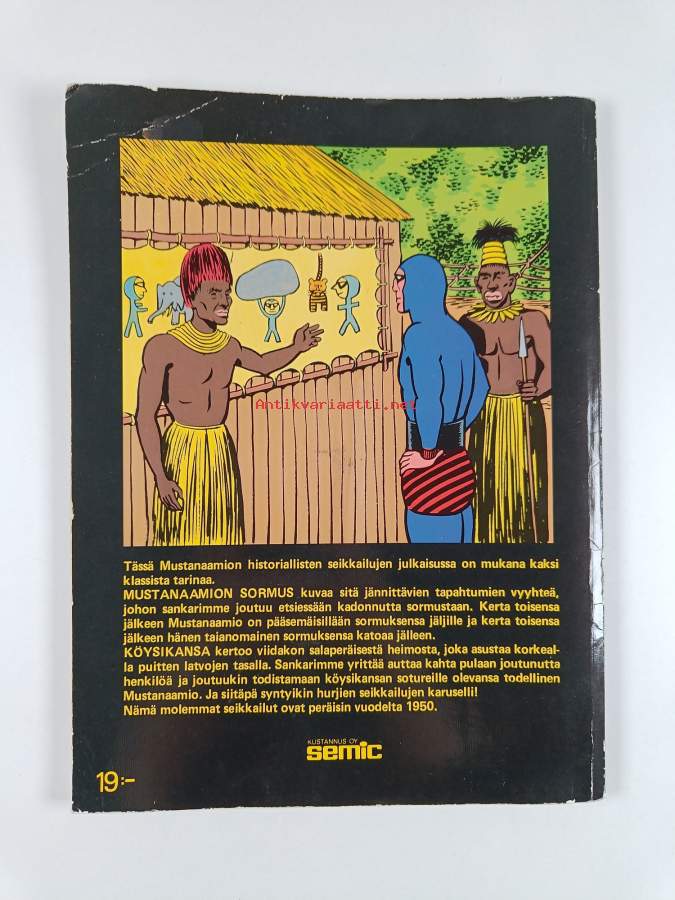 Antikvariaatti.net
Tässä Mustanaamion historiallisten seikkailujen julkaisussa on mukana kaksi
klassista tarinaa.
MUSTANAAMION SORMUS kuvaa sitä jännittävien tapahtumien vyyhteä,
johon sankarimme joutuu etsiessään kadonnutta sormustaan. Kerta toisensa
jälkeen Mustanaamio on pääsemäisillään sormuksensa jäljille ja kerta toisensa
jälkeen hänen taianomainen sormuksensa katoaa jälleen.
KÖYSIKANSA kertoo viidakon salaperäisestä heimosta, joka asustaa korkeal-
la puitten latvojen tasalla. Sankarimme yrittää auttaa kahta pulaan joutunutta
henkilöä ja joutuukin todistamaan köysikansan sotureille olevansa todellinen
Mustanaamio. Ja siitäpä syntyikin hurjien seikkailujen karuselli!
Nämä molemmat seikkailut ovat peräisin vuodelta 1950.
KUSTANNUS OY
semic
19:-